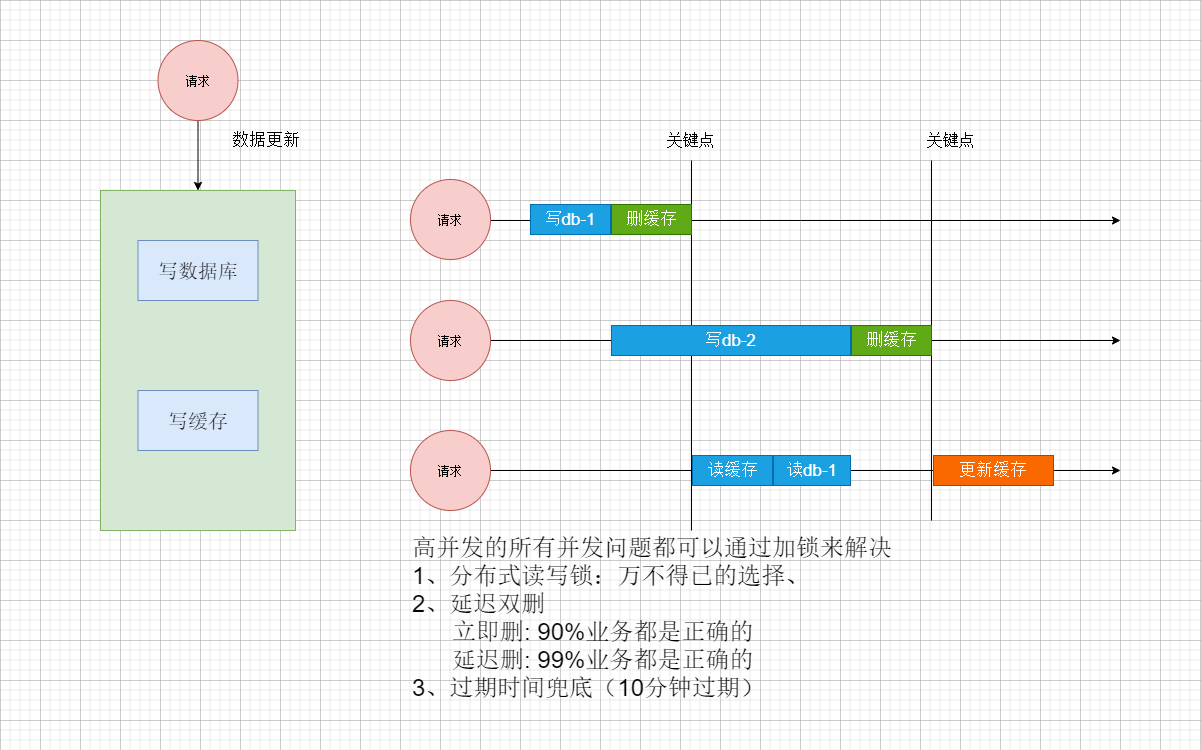 请求
数据更新
写数据库
写缓存
关键点
关键点
请求
写db-1
删缓存
请求
写db-2
删缓存
请求
读缓存
读db-1
更新缓存
高并发的所有并发问题都可以通过加锁来解决
1、分布式读写锁：万不得已的选择、
2、延迟双删
立即删: 90%业务都是正确的
延迟删: 99%业务都是正确的
3、过期时间兜底（10分钟过期）